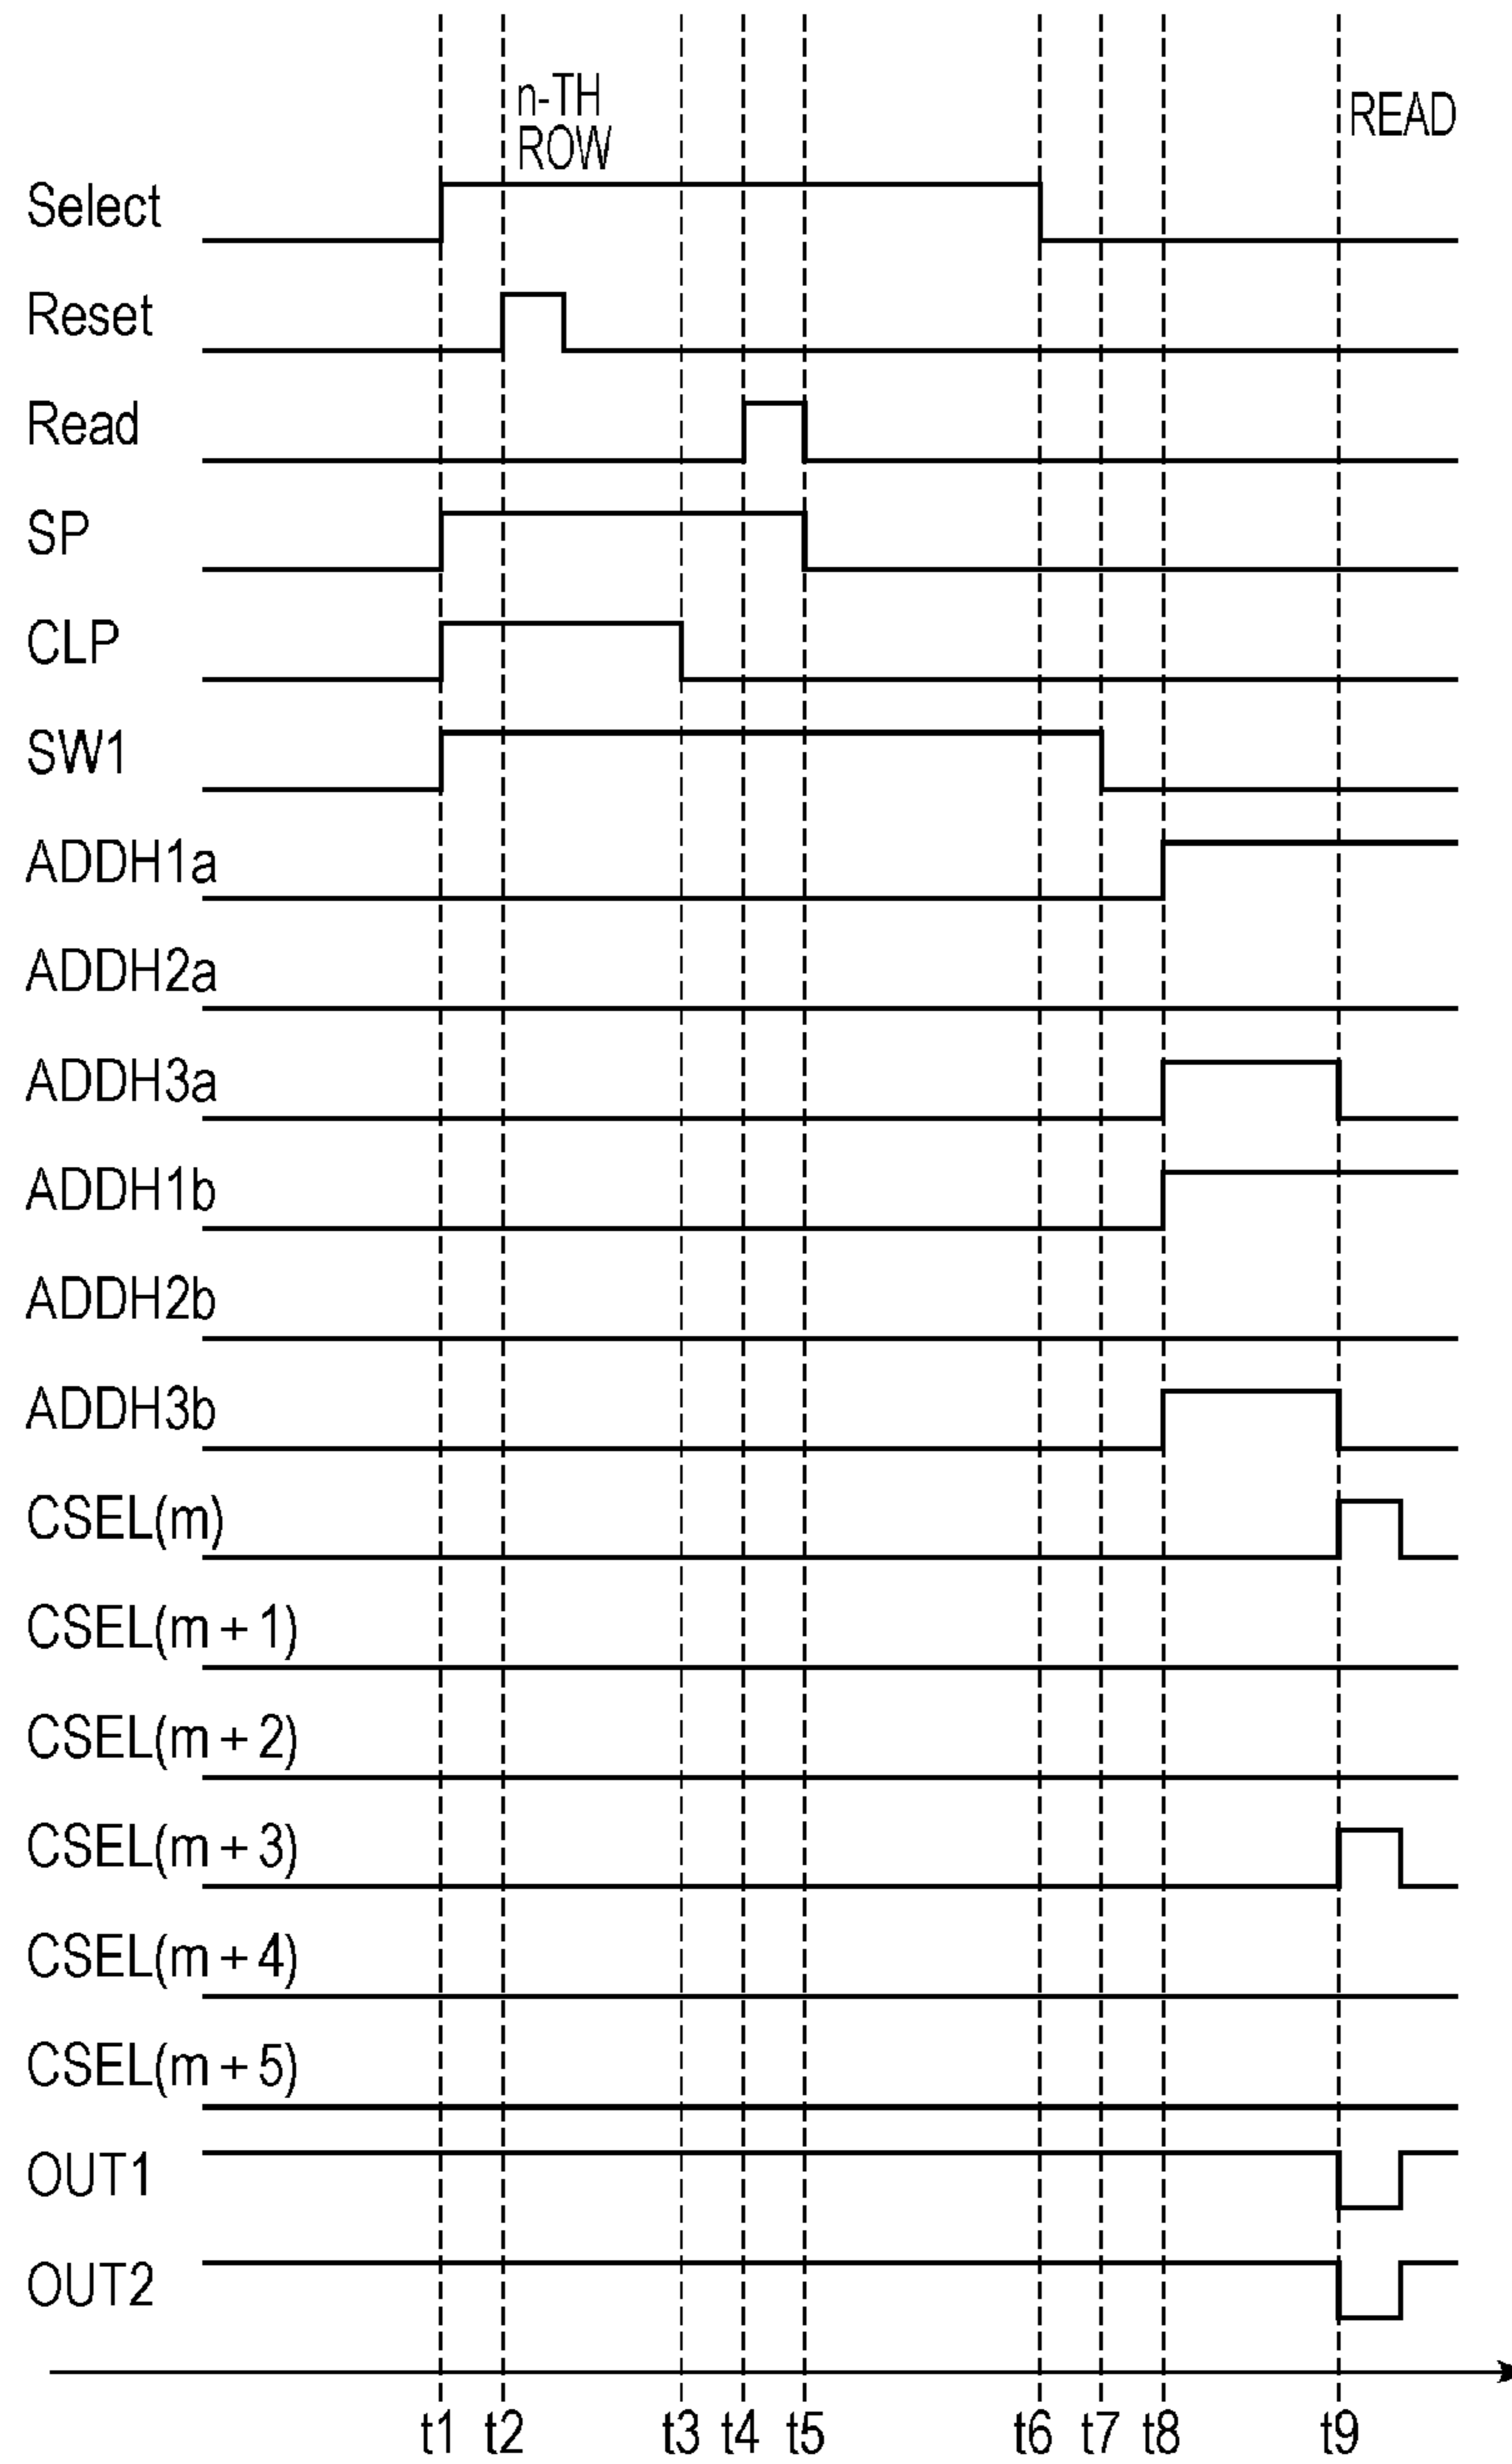 n-TH
ROW
READ
Select
Reset
Read
SP
CLP
SW1
ADDH1a
ADDH2a
ADDH3a
ADDH1b
ADDH2b
ADDH3b
CSEL(m)
CSEL(m + 1)
CSEL(m + 2)
CSEL(m + 3)
CSEL(m + 4)
CSEL(m + 5)
OUT1
OUT2
t1 t2 t3 t4 t5 t6 t7 t8 t9